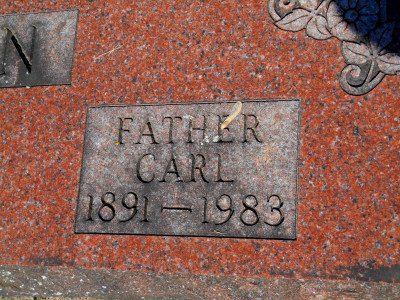 N
FATHER
CARL
1891 — 1983